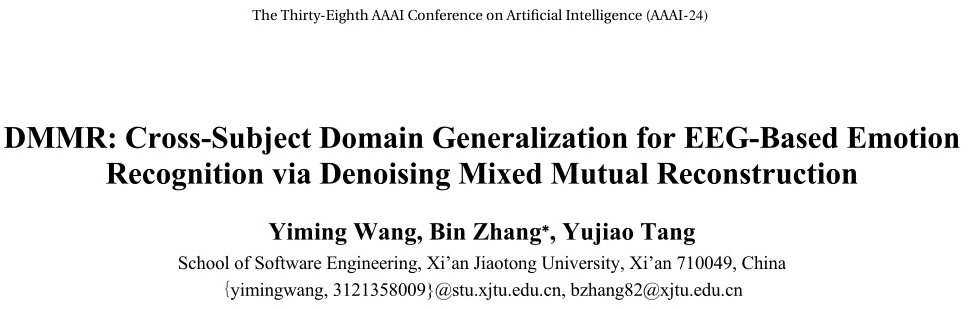 The Thirty-Eighth AAAI Conference on Artificial Intelligence (AAAI-24)
DMMR: Cross-Subject Domain Generalization for EEG-Based Emotion
Recognition via Denoising Mixed Mutual Reconstruction
Yiming Wang, Bin Zhang*, Yujiao Tang
School of Software Engineering, Xi'an Jiaotong University, Xi'an 710049, China
{yimingwang, 3121358009}@stu.xjtu.edu.cn, bzhang82@xjtu.edu.cn